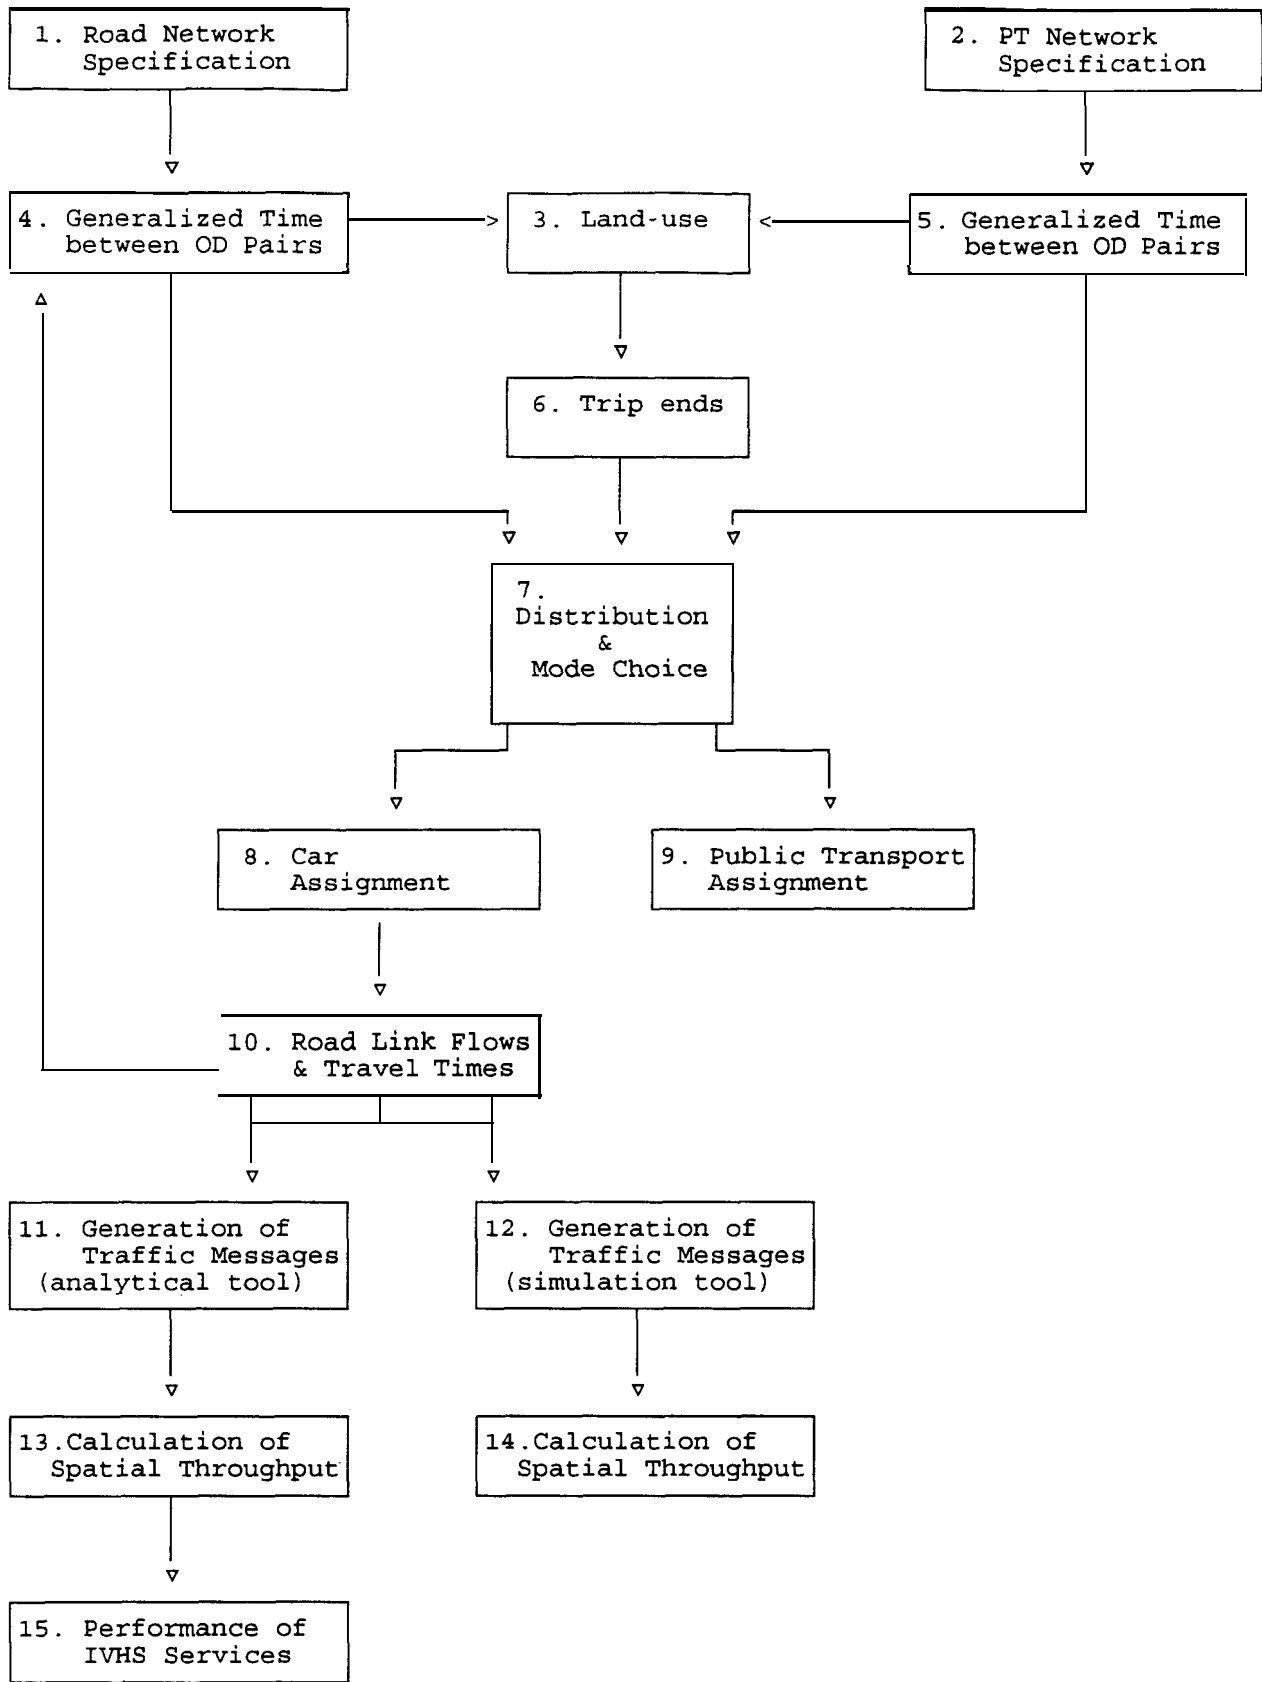 1. Road Network
Specification
2. PT Network
Specification
4. Generalized Time
between OD Pairs
3. Land-use
5. Generalized Time
between OD Pairs
6. Trip ends
7.
Distribution
&
Mode Choice
8. Car
Assignment
9. Public Transport
Assignment
10. Road Link Flows
& Travel Times
11. Generation of
Traffic Messages
(analytical tool)
12. Generation of
Traffic Messages
(simulation tool)
13.Calculation of
Spatial Throughput
14.Calculation of
Spatial Throughput
15. Performance of
IVHS Services